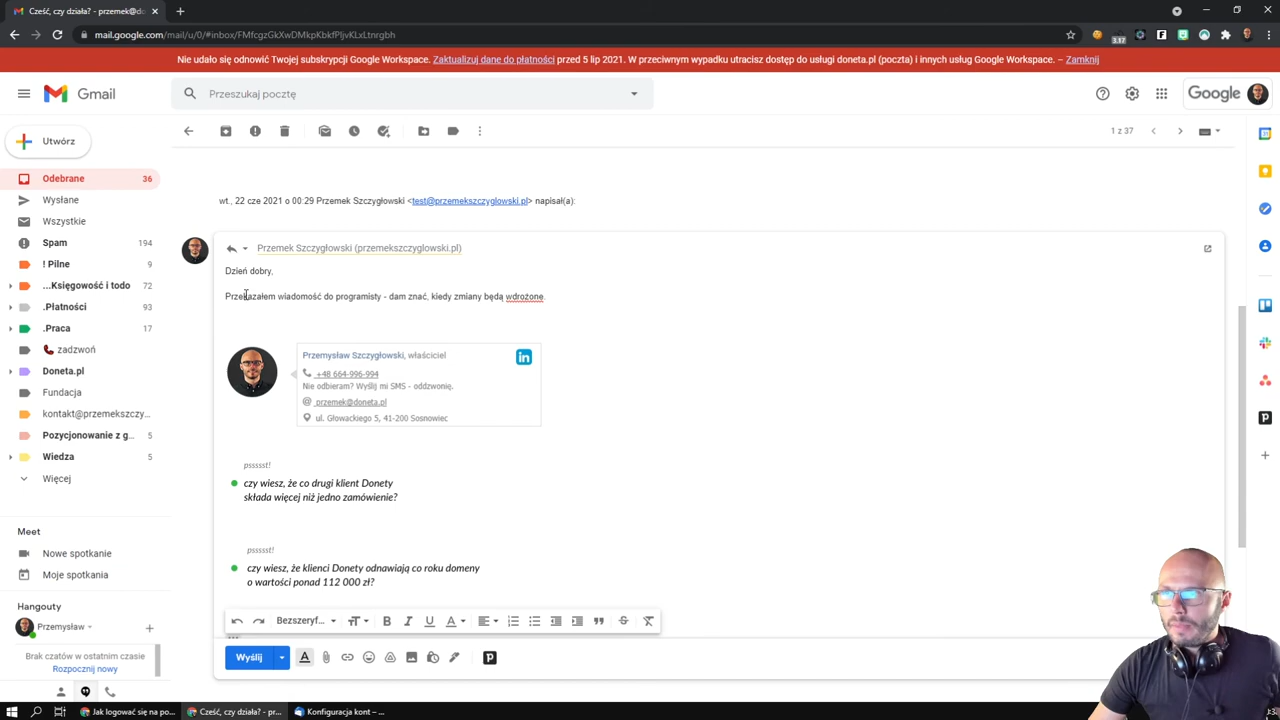 Cześć, czy działa? - przemek@do
mail.google.com/mail/u/0/#inbox/FMfcgzGkXwDMkpKbkfPljvKLxLtnrgbh
3.17
Nie udało się odnowić Twojej subskrypcji Google Workspace. Zaktualizuj dane do płatności przed 5 lip 2021. W przeciwnym wypadku utracisz dostęp do usługi doneta.pl (poczta) i innych usług Google Workspace. – Zamknij
Gmail
Przeszukaj pocztę
Google
Utwórz
1 z 37
Odebrane 36
Wysłane
Wszystkie
Spam 194
! Pilne 9
...Księgowość i todo 72
.Płatności 93
.Praca 17
zadzwoń
Doneta.pl
Fundacja
kontakt@przemekszczy...
Pozycjonowanie z g... 5
Wiedza 5
Więcej
Meet
Nowe spotkanie
Moje spotkania
Hangouty
Przemysław
Brak czatów w ostatnim czasie
Rozpocznij nowy
wt., 22 cze 2021 o 00:29 Przemek Szczygłowski <test@przemekszczyglowski.pl> napisał(a):
Przemek Szczygłowski (przemekszczyglowski.pl)
Dzień dobry,
Przekazałem wiadomość do programisty - dam znać, kiedy zmiany będą wdrożone.
Przemysław Szczygłowski, właściciel
in
+48 664-996-994
Nie odbieram? Wyślij mi SMS - oddzwonię.
@ przemek@doneta.pl
ul. Głowackiego 5, 41-200 Sosnowiec
psssst!
czy wiesz, że co drugi klient Donety
składa więcej niż jedno zamówienie?
psssst!
czy wiesz, że klienci Donety odnawiają co roku domeny
o wartości ponad 112 000 zł?
Bezszeryf...
B I U A
Wyślij
Jak logować się na po...
Cześć, czy działa? - pr...
Konfiguracja kont – ...